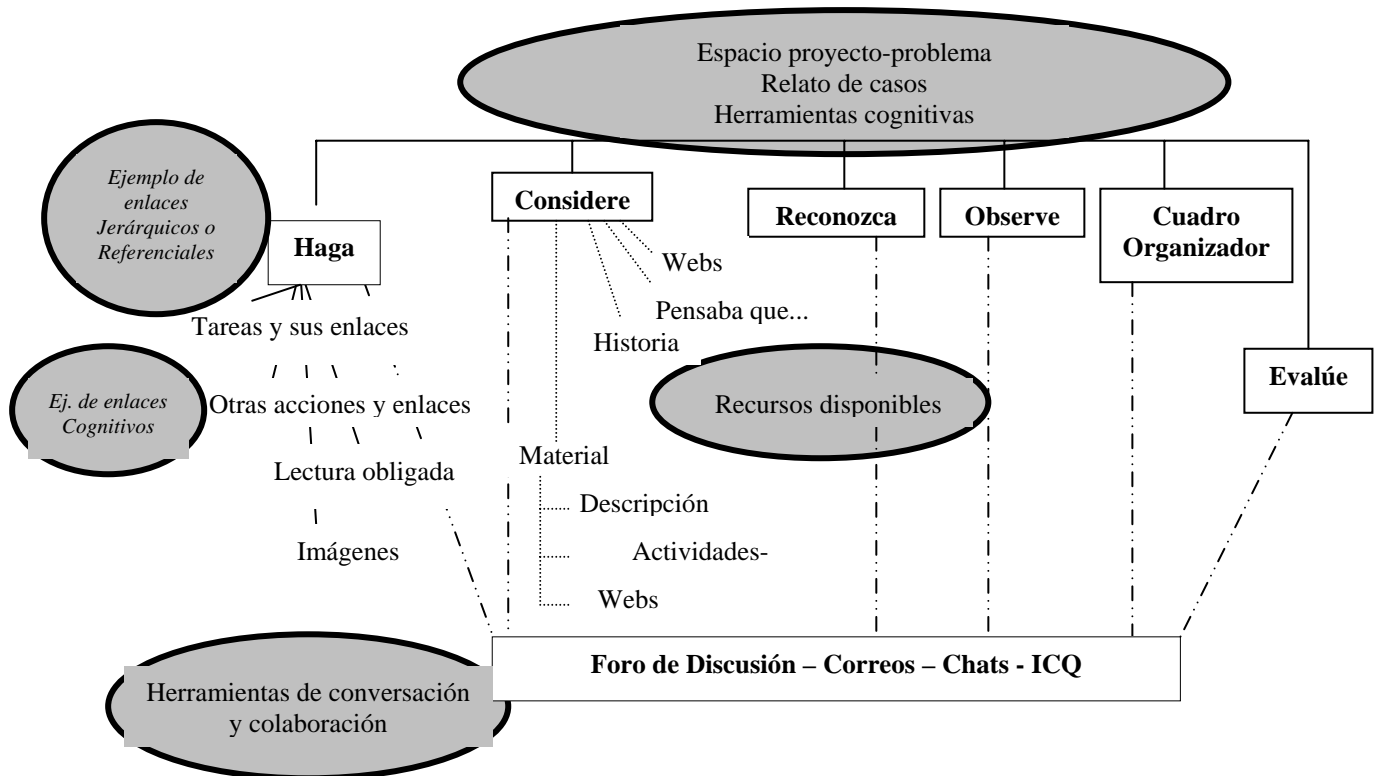 Espacio proyecto-problema
Relato de casos
Herramientas cognitivas
Ejemplo de
enlaces
Jerárquicos o
Referenciales
Haga
Considere
Reconozca
Observe
Cuadro
Organizador
Webs
Pensaba que...
Historia
Tareas y sus enlaces
Evalúe
Ej. de enlaces
Cognitivos
Otras acciones y enlaces
Recursos disponibles
Material
Lectura obligada
Descripción
Imágenes
Actividades-
Webs
Foro de Discusión – Correos – Chats - ICQ
Herramientas de conversación
y colaboración